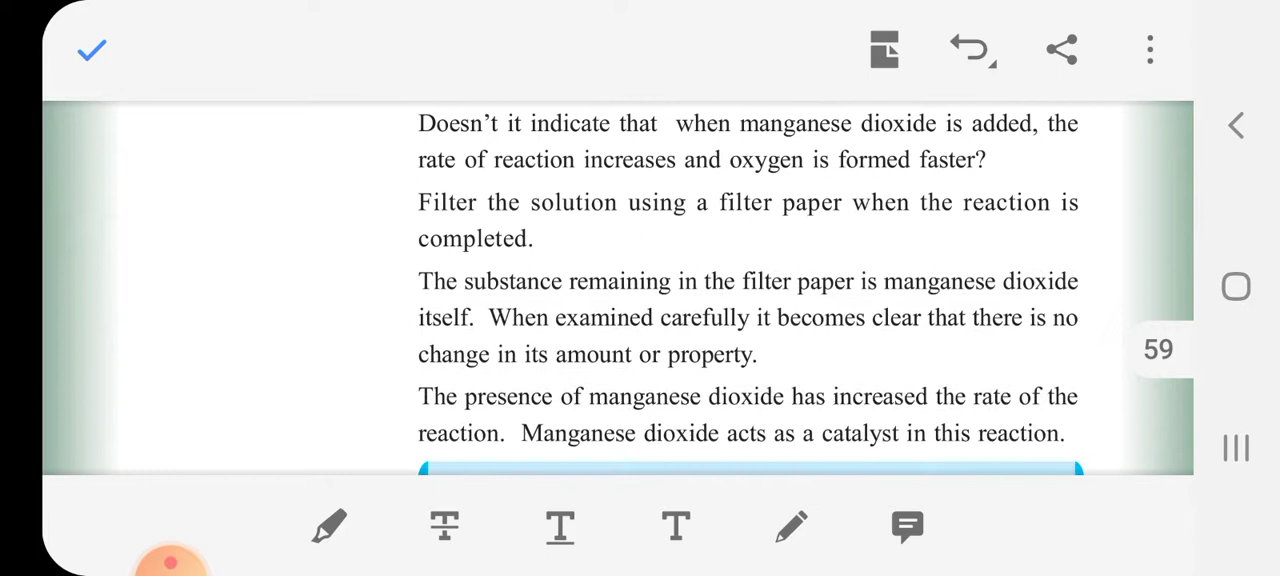 Doesn’t it indicate that when manganese dioxide is added, the
rate of reaction increases and oxygen is formed faster?
Filter the solution using a filter paper when the reaction is
completed.
The substance remaining in the filter paper is manganese dioxide
itself. When examined carefully it becomes clear that there is no
change in its amount or property.
59
The presence of manganese dioxide has increased the rate of the
reaction. Manganese dioxide acts as a catalyst in this reaction.
T
T
T